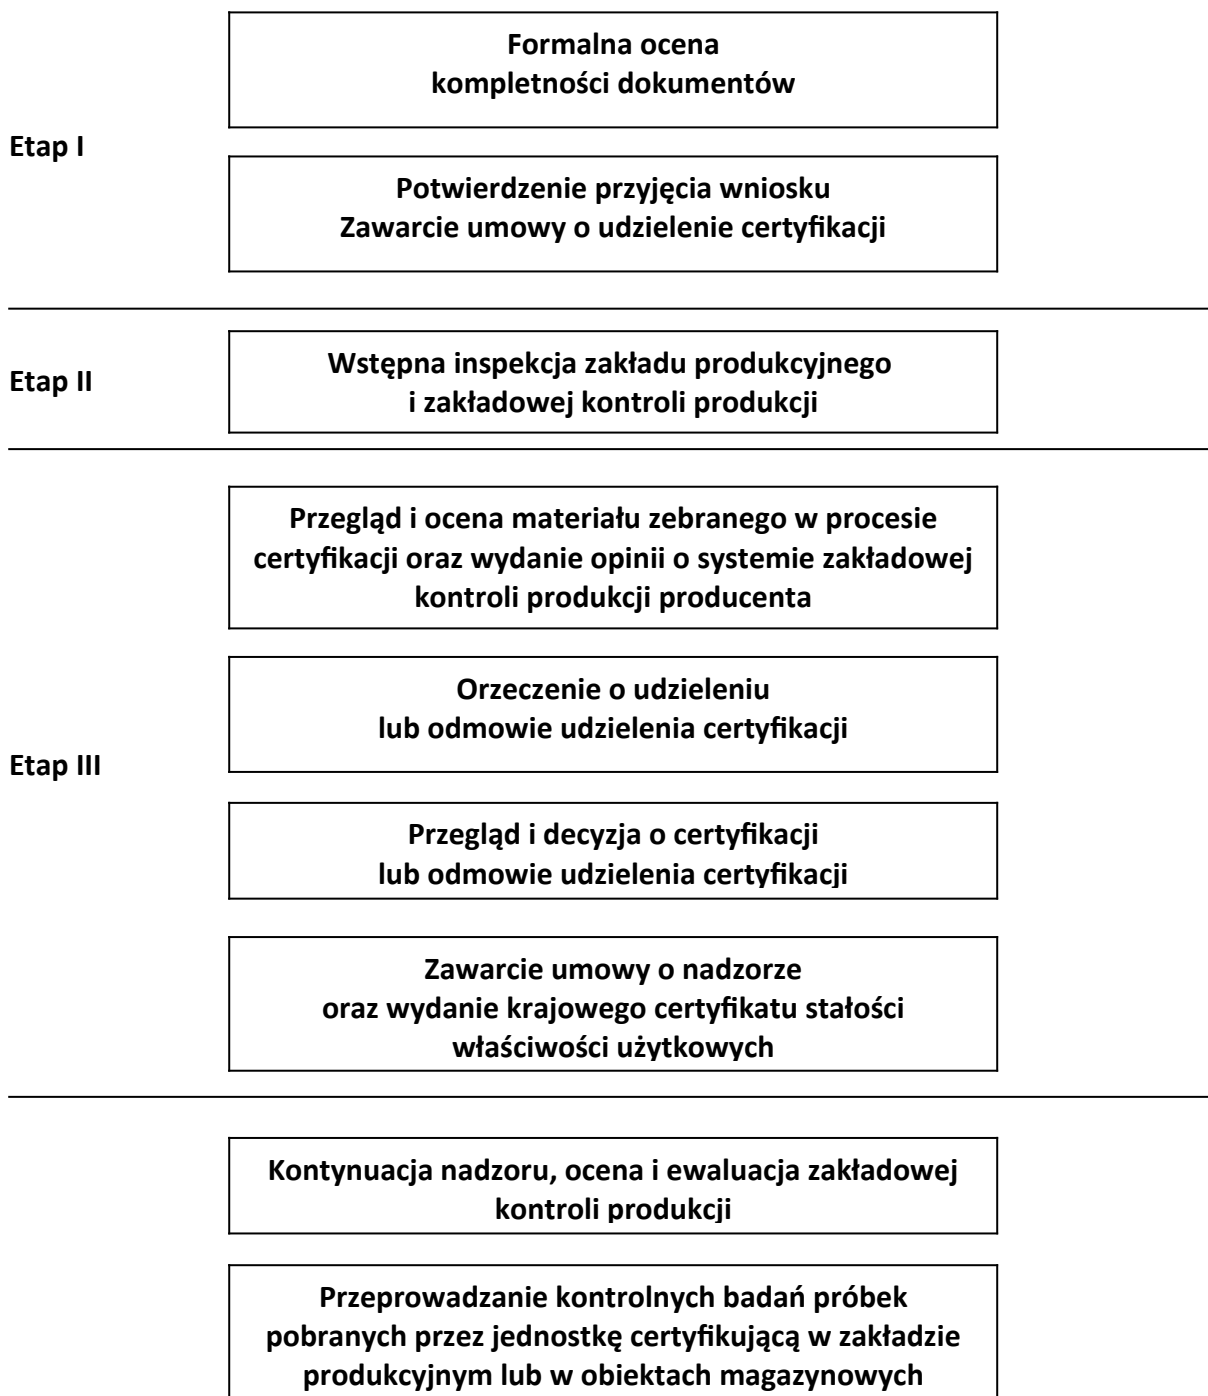 Formalna ocena
kompletności dokumentów
Etap I
Potwierdzenie przyjęcia wniosku
Zawarcie umowy o udzielenie certyfikacji
Etap II
Wstępna inspekcja zakładu produkcyjnego
i zakładowej kontroli produkcji
Przegląd i ocena materiału zebranego w procesie
certyfikacji oraz wydanie opinii o systemie zakładowej
kontroli produkcji producenta
Orzeczenie o udzieleniu
lub odmowie udzielenia certyfikacji
Etap III
Przegląd i decyzja o certyfikacji
lub odmowie udzielenia certyfikacji
Zawarcie umowy o nadzorze
oraz wydanie krajowego certyfikatu stałości
właściwości użytkowych
Kontynuacja nadzoru, ocena i ewaluacja zakładowej
kontroli produkcji
Przeprowadzanie kontrolnych badań próbek
pobranych przez jednostkę certyfikującą w zakładzie
produkcyjnym lub w obiektach magazynowych